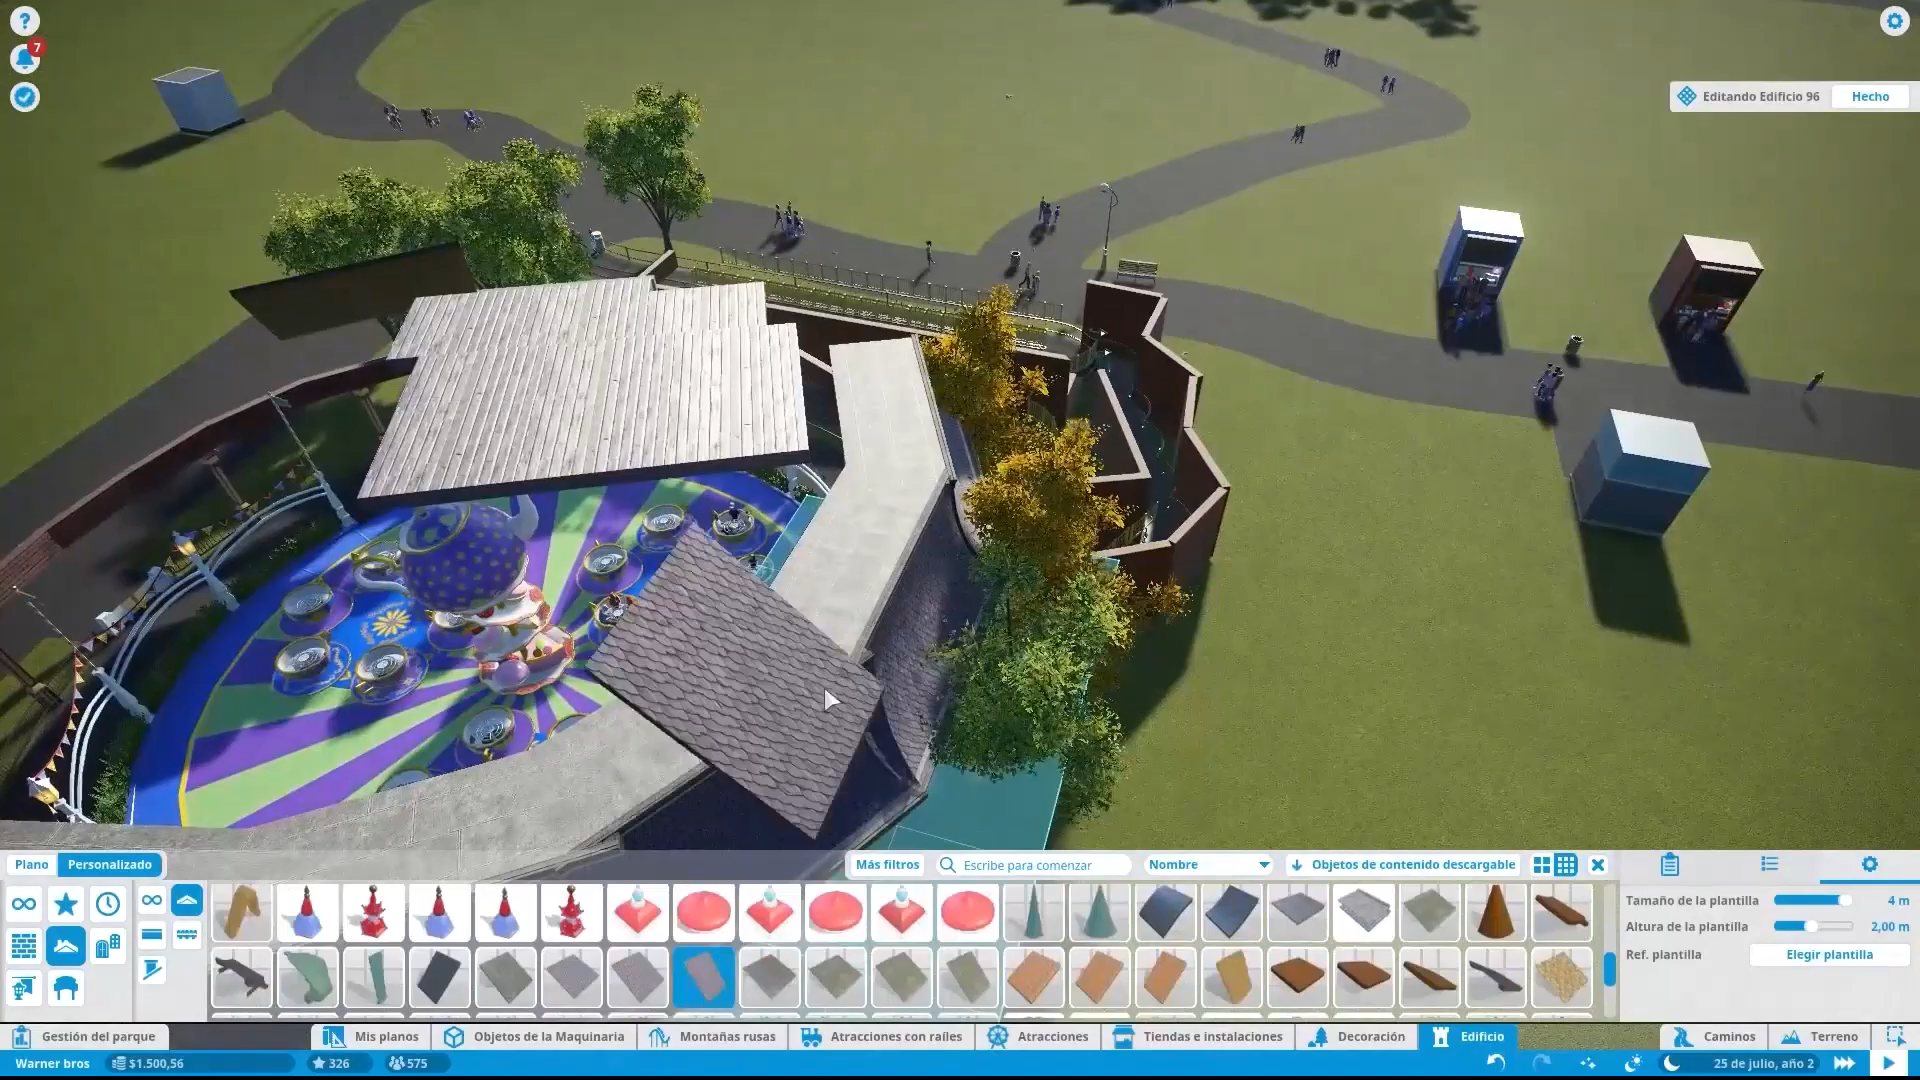 ?
7
Editando Edificio 96
Hecho
Plano
Personalizado
Más filtros
Escribe para comenzar
Nombre
Objetos de contenido descargable
Tamaño de la plantilla
4 m
Altura de la plantilla
2,00 m
Ref. plantilla
Elegir plantilla
Gestión del parque
Mis planos
Objetos de la Maquinaria
Montañas rusas
Atracciones con raíles
Atracciones
Tiendas e instalaciones
Decoración
Edificio
Caminos
Terreno
Warner bros
$1.500,56
326
575
25 de julio, año 2